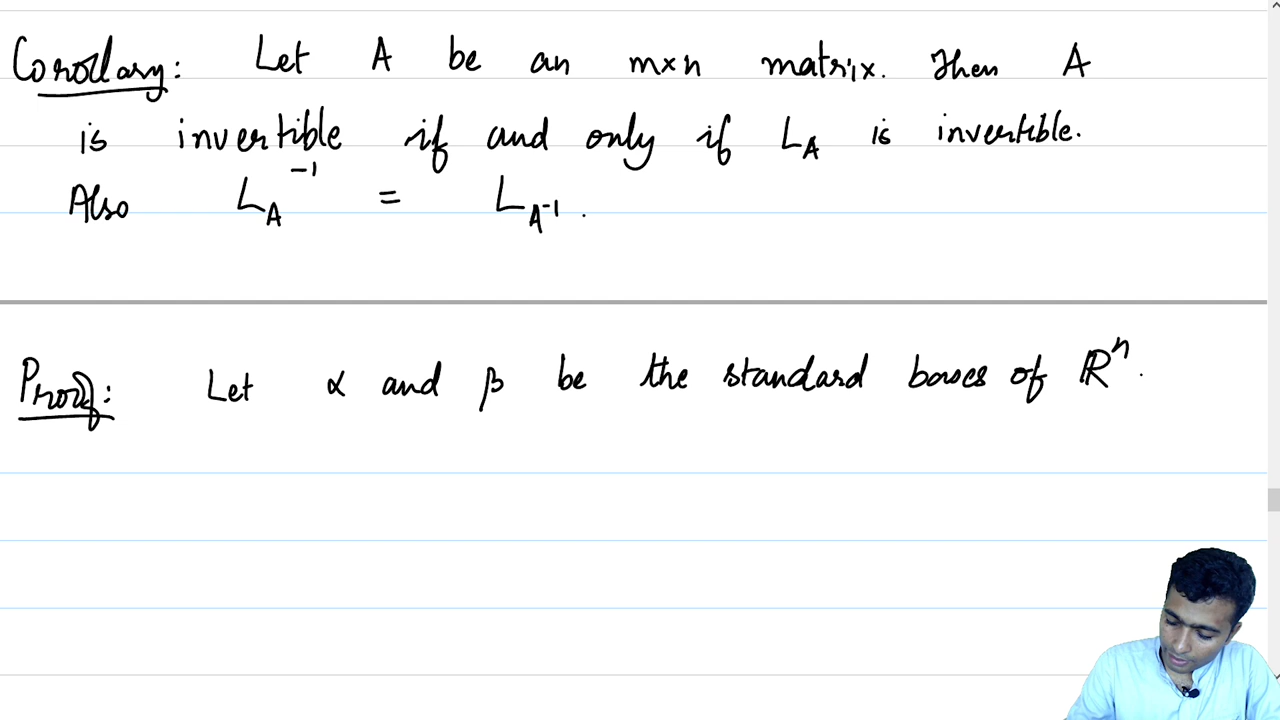 Corollary: Let A be an m×n matrix. Then A
is invertible if and only if L_A is invertible.
Also L_A^-1 = L_A^-1.
Proof: Let α and β be the standard bases of ℝ^n.